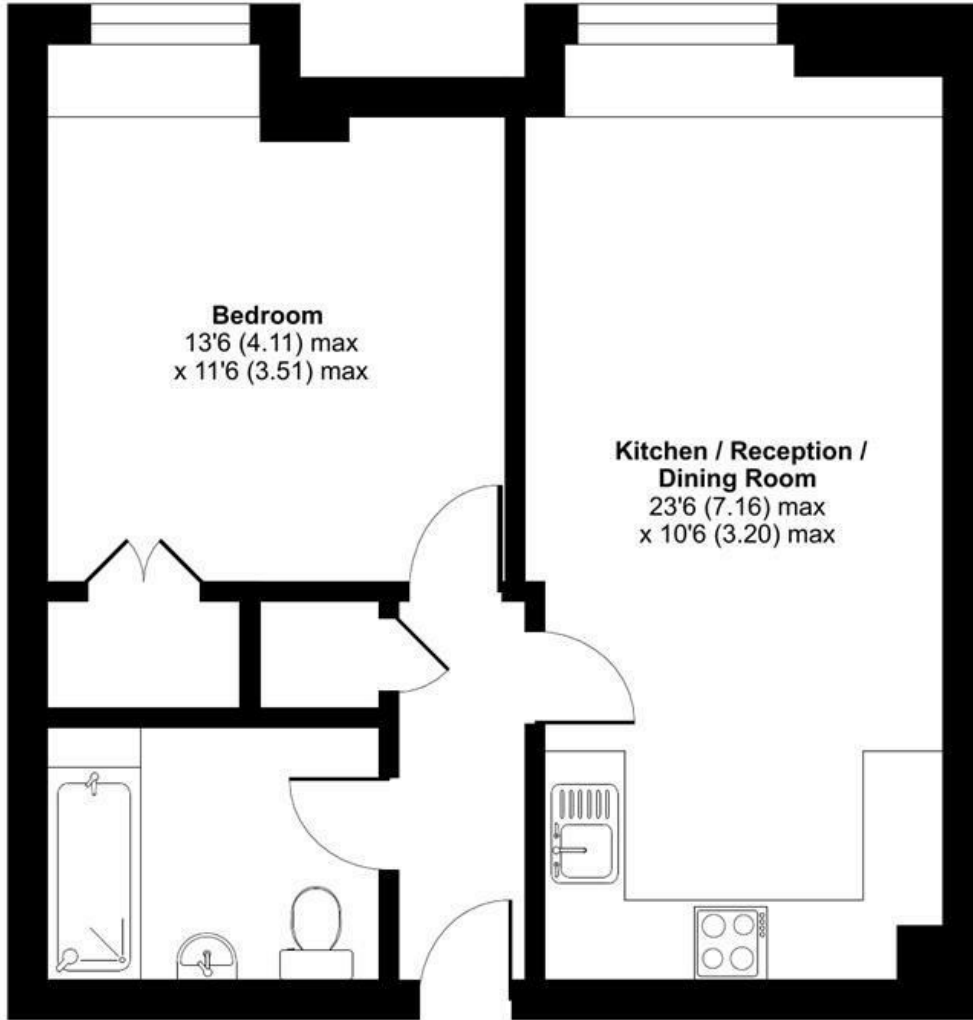 Bedroom
13'6 (4.11) max
x 11'6 (3.51) max
Kitchen / Reception /
Dining Room
23'6 (7.16) max
x 10'6 (3.20) max